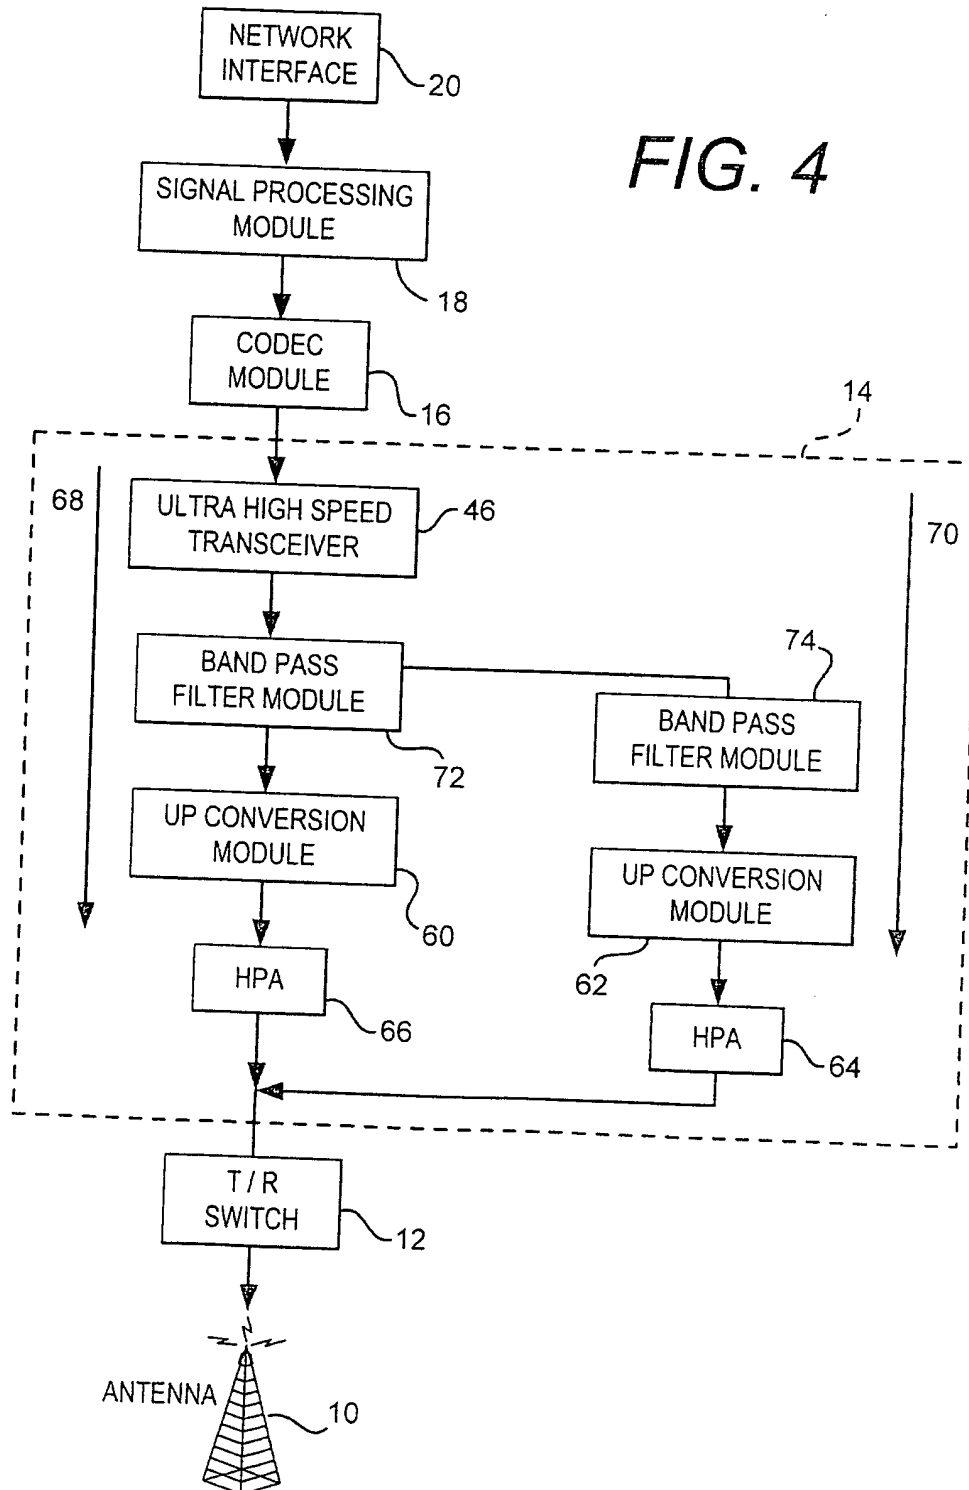 NETWORK
INTERFACE
20
FIG. 4
SIGNAL PROCESSING
MODULE
18
CODEC
MODULE
16
14
68
ULTRA HIGH SPEED
TRANSCEIVER
46
70
BAND PASS
FILTER MODULE
72
74
BAND PASS
FILTER MODULE
UP CONVERSION
MODULE
60
UP CONVERSION
MODULE
62
HPA
66
HPA
64
T / R
SWITCH
12
ANTENNA
10